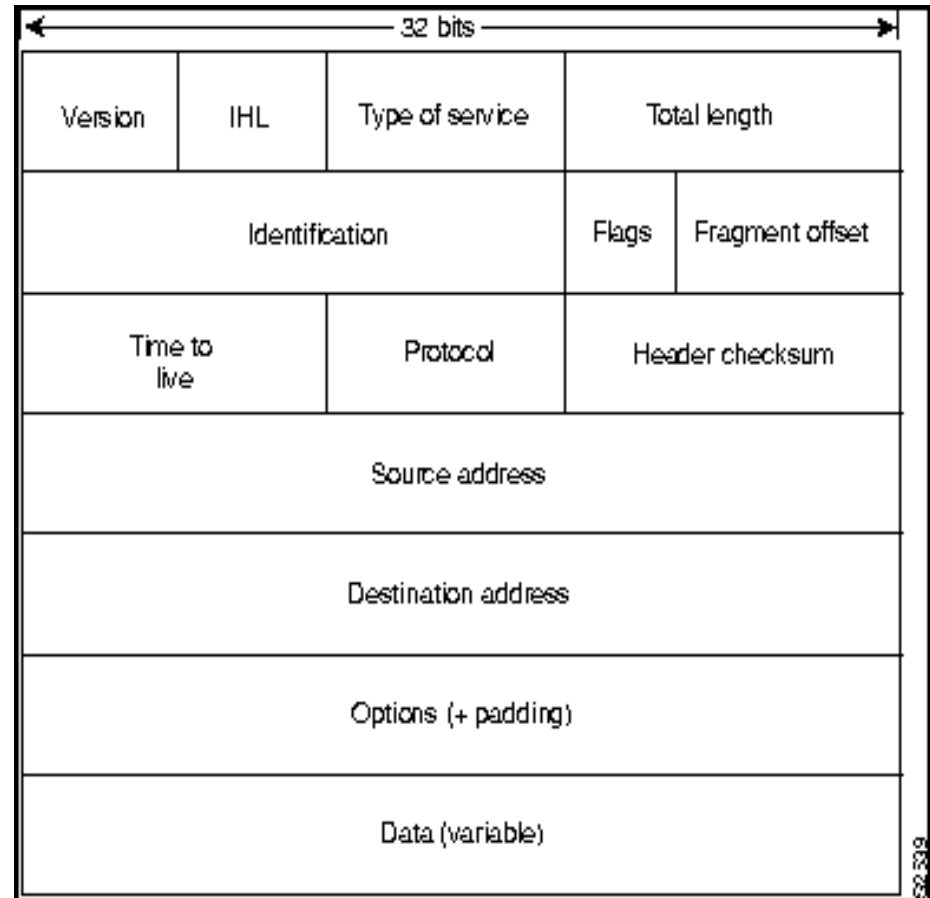 32 bits
Version
IHL
Type of service
Total length
Identification
Flags
Fragment offset
Time to
live
Protocol
Header checksum
Source address
Destination address
Options (+ padding)
Data (variable)